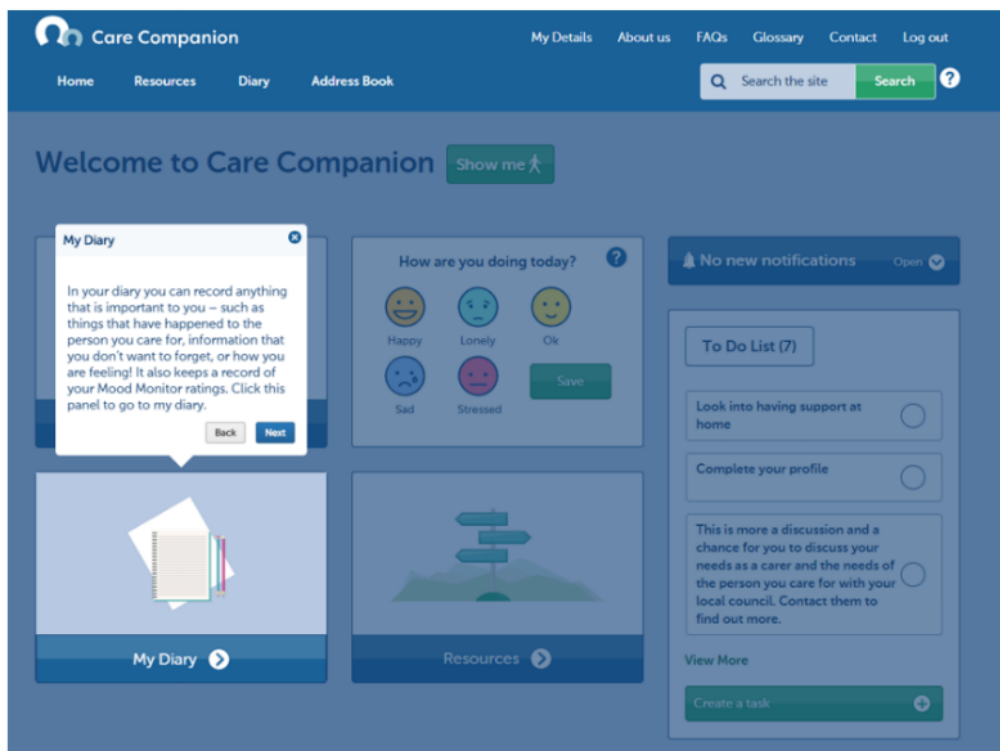 Care Companion
My Details About us FAQs Glossary Contact Log out
Home Resources Diary Address Book
Search the site Search ?
Welcome to Care Companion Show me
My Diary
In your diary you can record anything
that is important to you – such as
things that have happened to the
person you care for, information that
you don't want to forget, or how you
are feeling! It also keeps a record of
your Mood Monitor ratings. Click this
panel to go to my diary.
Back Next
How are you doing today? ?
Happy Lonely Ok
Sad Stressed
Save
No new notifications Open
To Do List (7)
Look into having support at
home
Complete your profile
This is more a discussion and a
chance for you to discuss your
needs as a carer and the needs of
the person you care for with your
local council. Contact them to
find out more.
View More
Create a task
My Diary
Resources